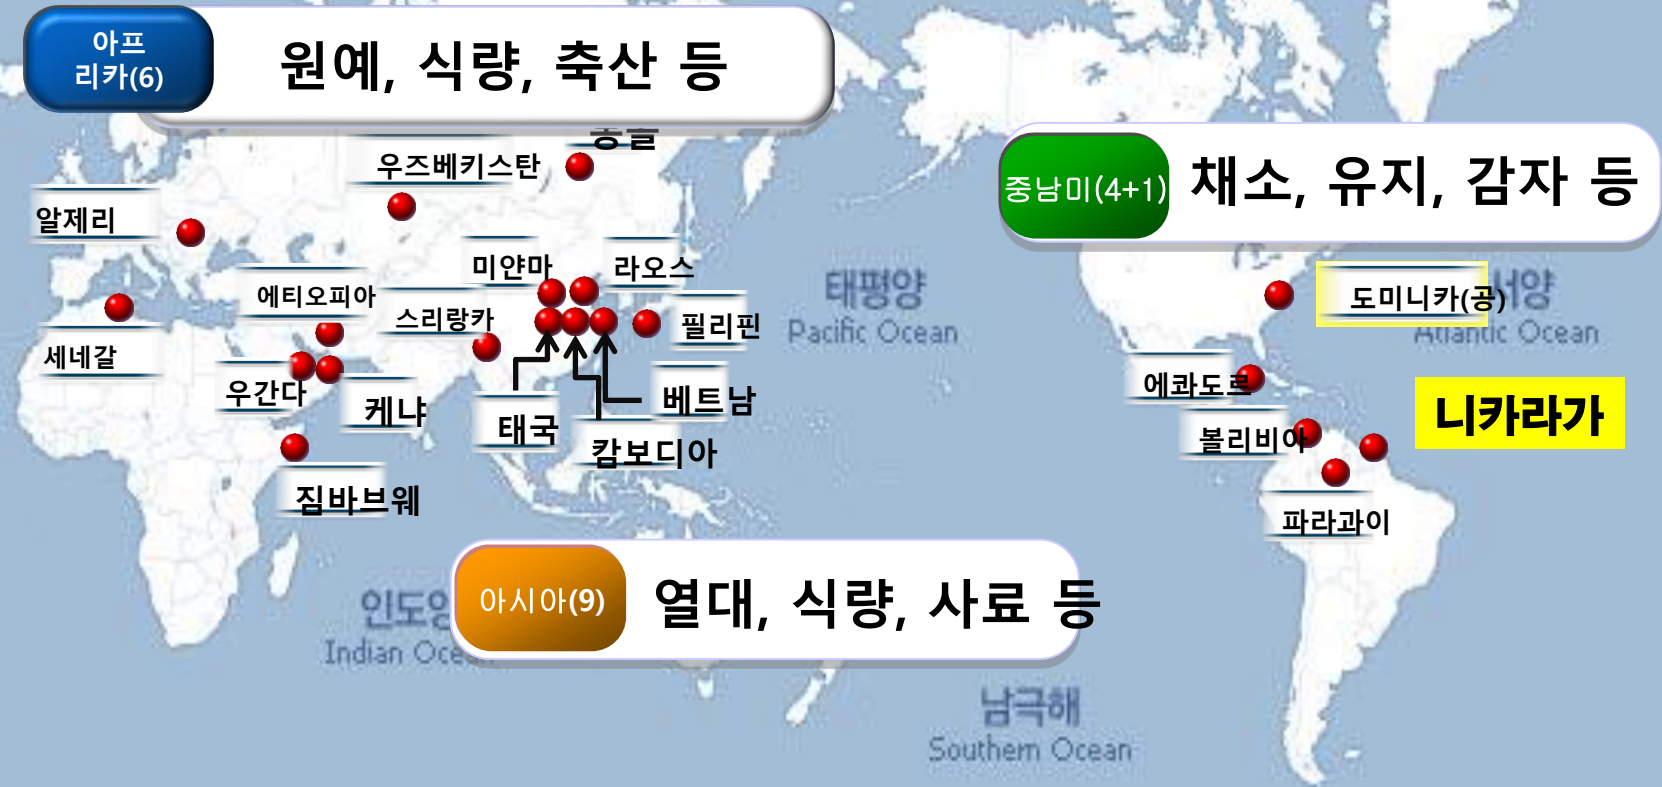 아프
리카(6)
원예, 식량, 축산 등
중남미(4+1)
채소, 유지, 감자 등
우즈베키스탄
알제리
미얀마
라오스
에티오피아
스리랑카
필리핀
세네갈
우간다
케냐
태국
베트남
캄보디아
짐바브웨
태평양
Pacific Ocean
도미니카(공)
서양
Atlantic Ocean
에콰도르
니카라가
볼리비아
파라과이
아시아(9)
열대, 식량, 사료 등
인도양
Indian Ocean
남극해
Southern Ocean